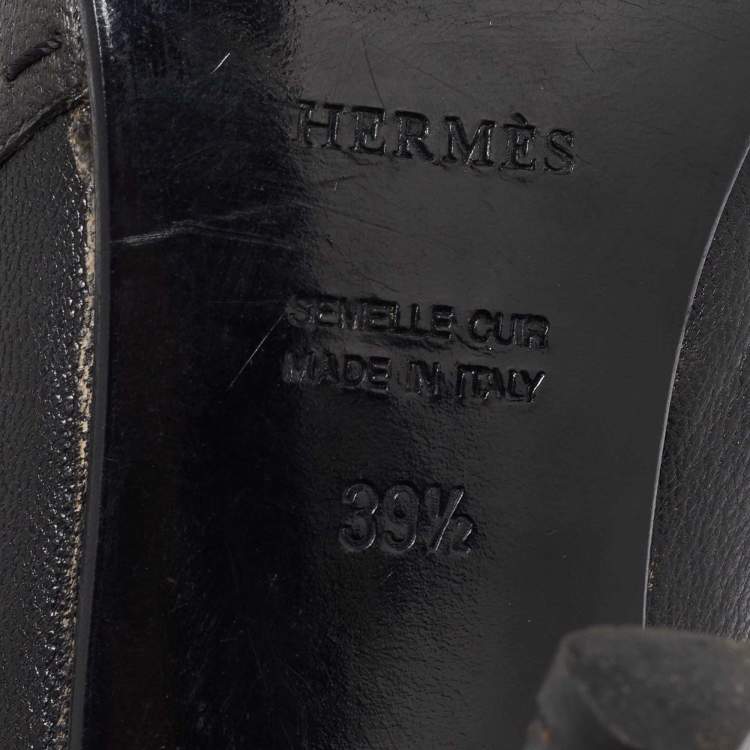 HERMÈS
SEMELLE CUIR
MADE IN ITALY
39½